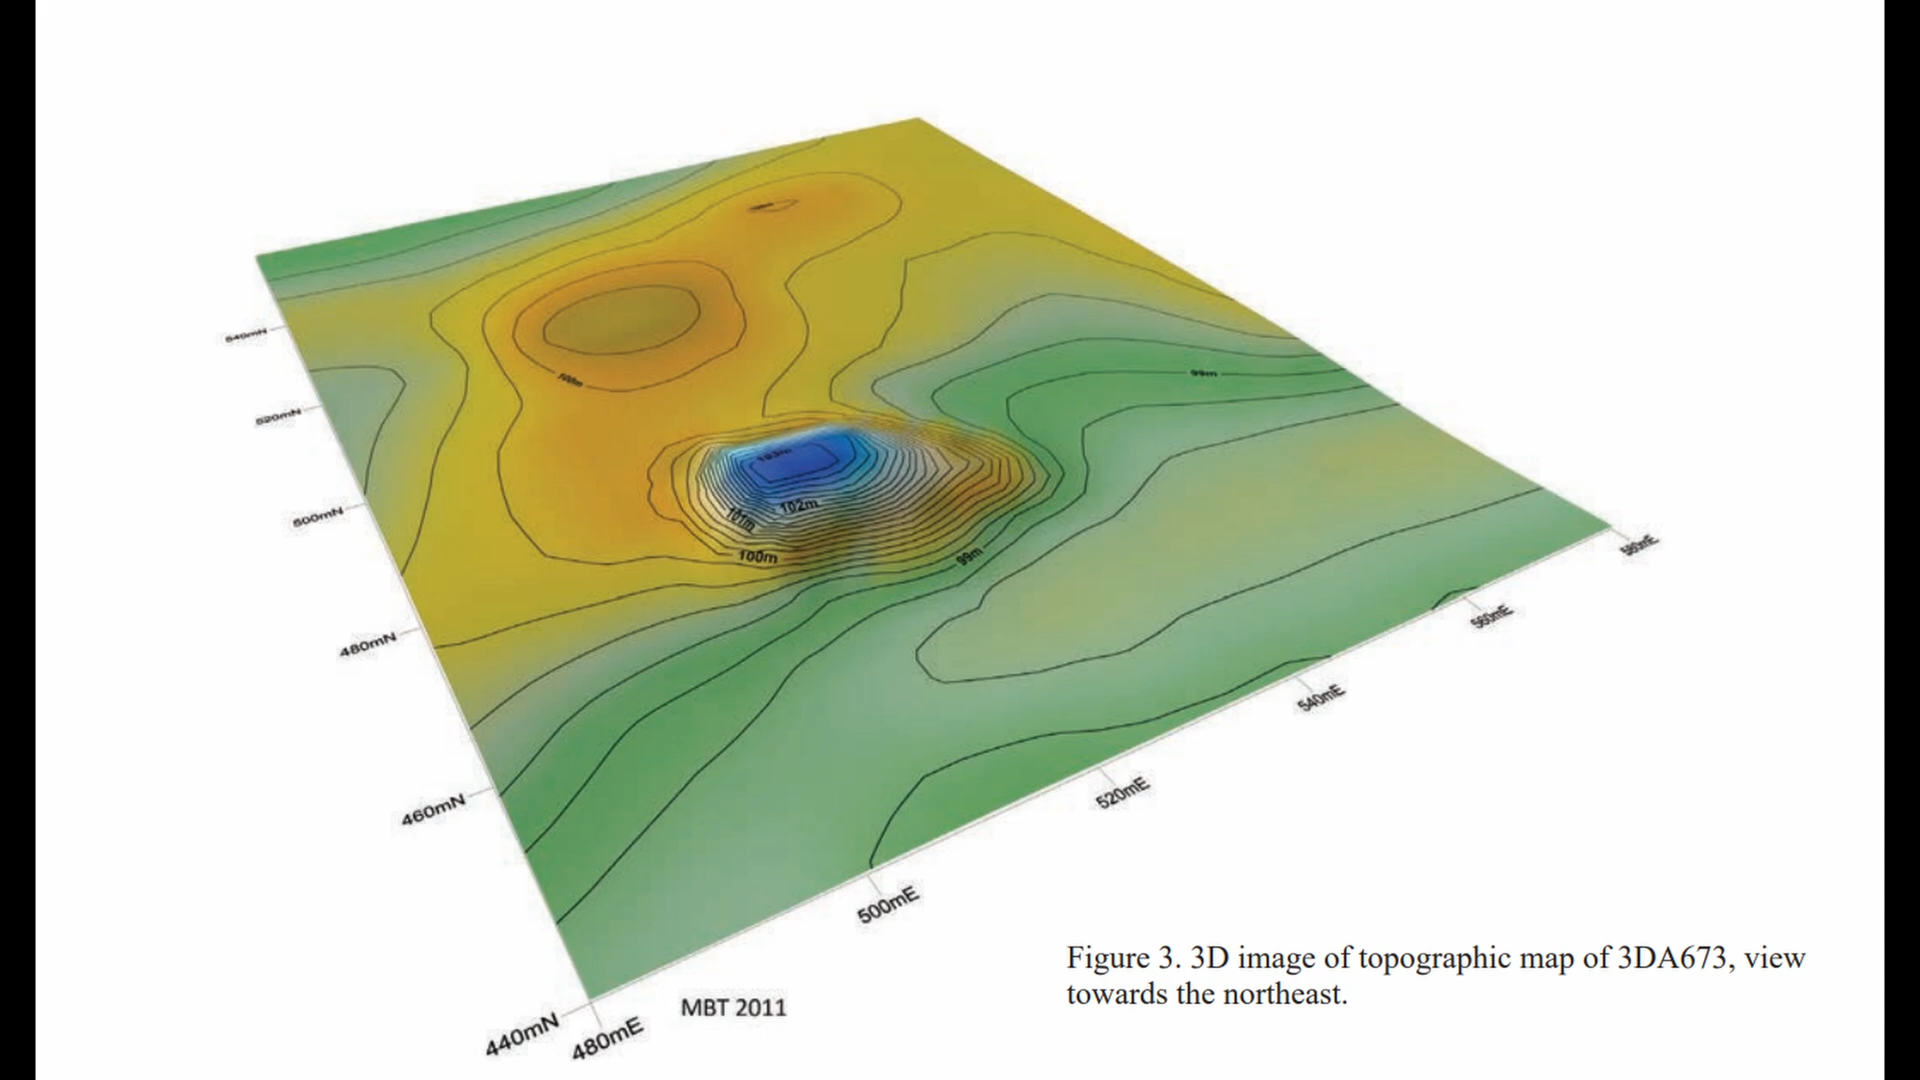 540mN
520mN
500mN
480mN
460mN
440mN
480mE
500mE
520mE
540mE
560mE
580mE
100m
99m
103m
102m
101m
100m
99m
MBT 2011
Figure 3. 3D image of topographic map of 3DA673, view
towards the northeast.